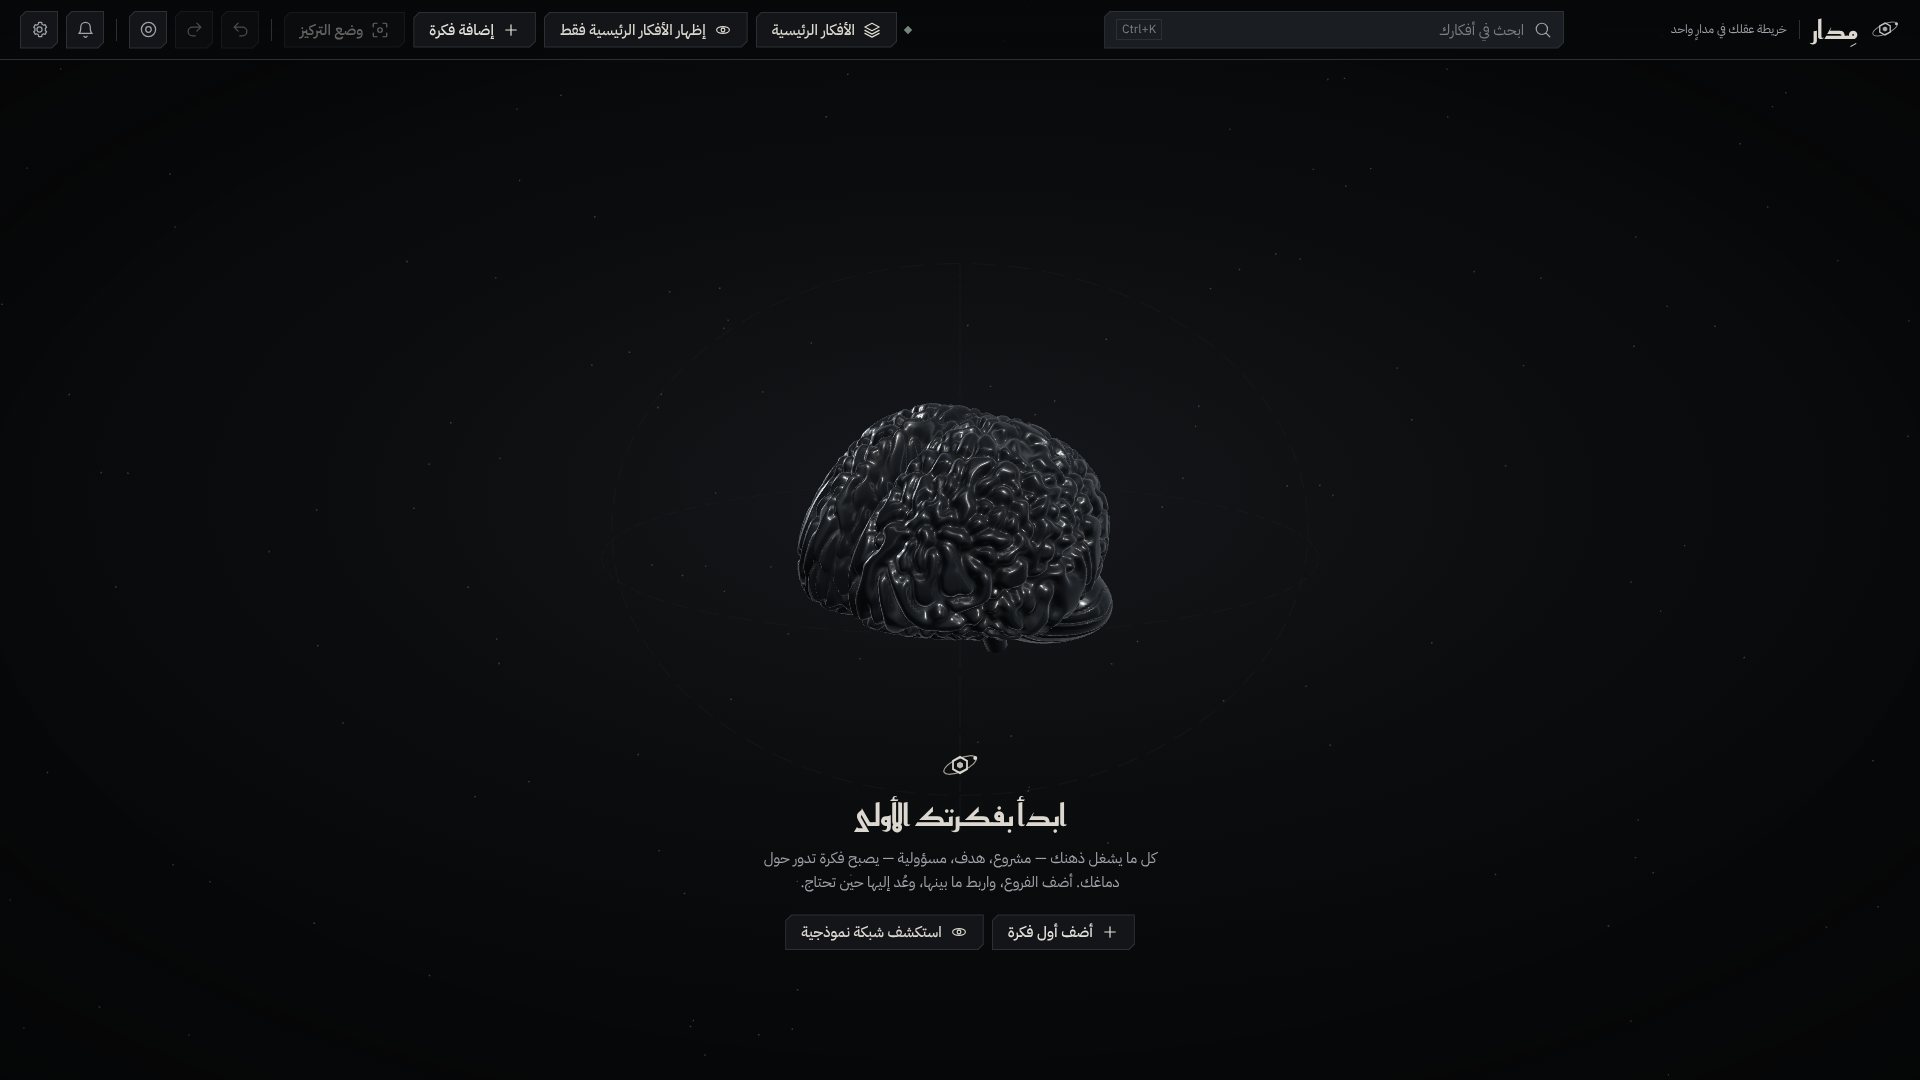 مدار
خريطة عقلك في مدار واحد
ابحث في أفكارك
Ctrl+K
الأفكار الرئيسية
إظهار الأفكار الرئيسية فقط
إضافة فكرة
وضع التركيز
ابدأ بفكرتك الأولى
كل ما يشغل ذهنك — مشروع، هدف، مسؤولية — يصبح فكرة تدور حول
دماغك. أضف الفروع، واربط ما بينها، وعُد إليها حين تحتاج.
أضف أول فكرة
استكشف شبكة نموذجية